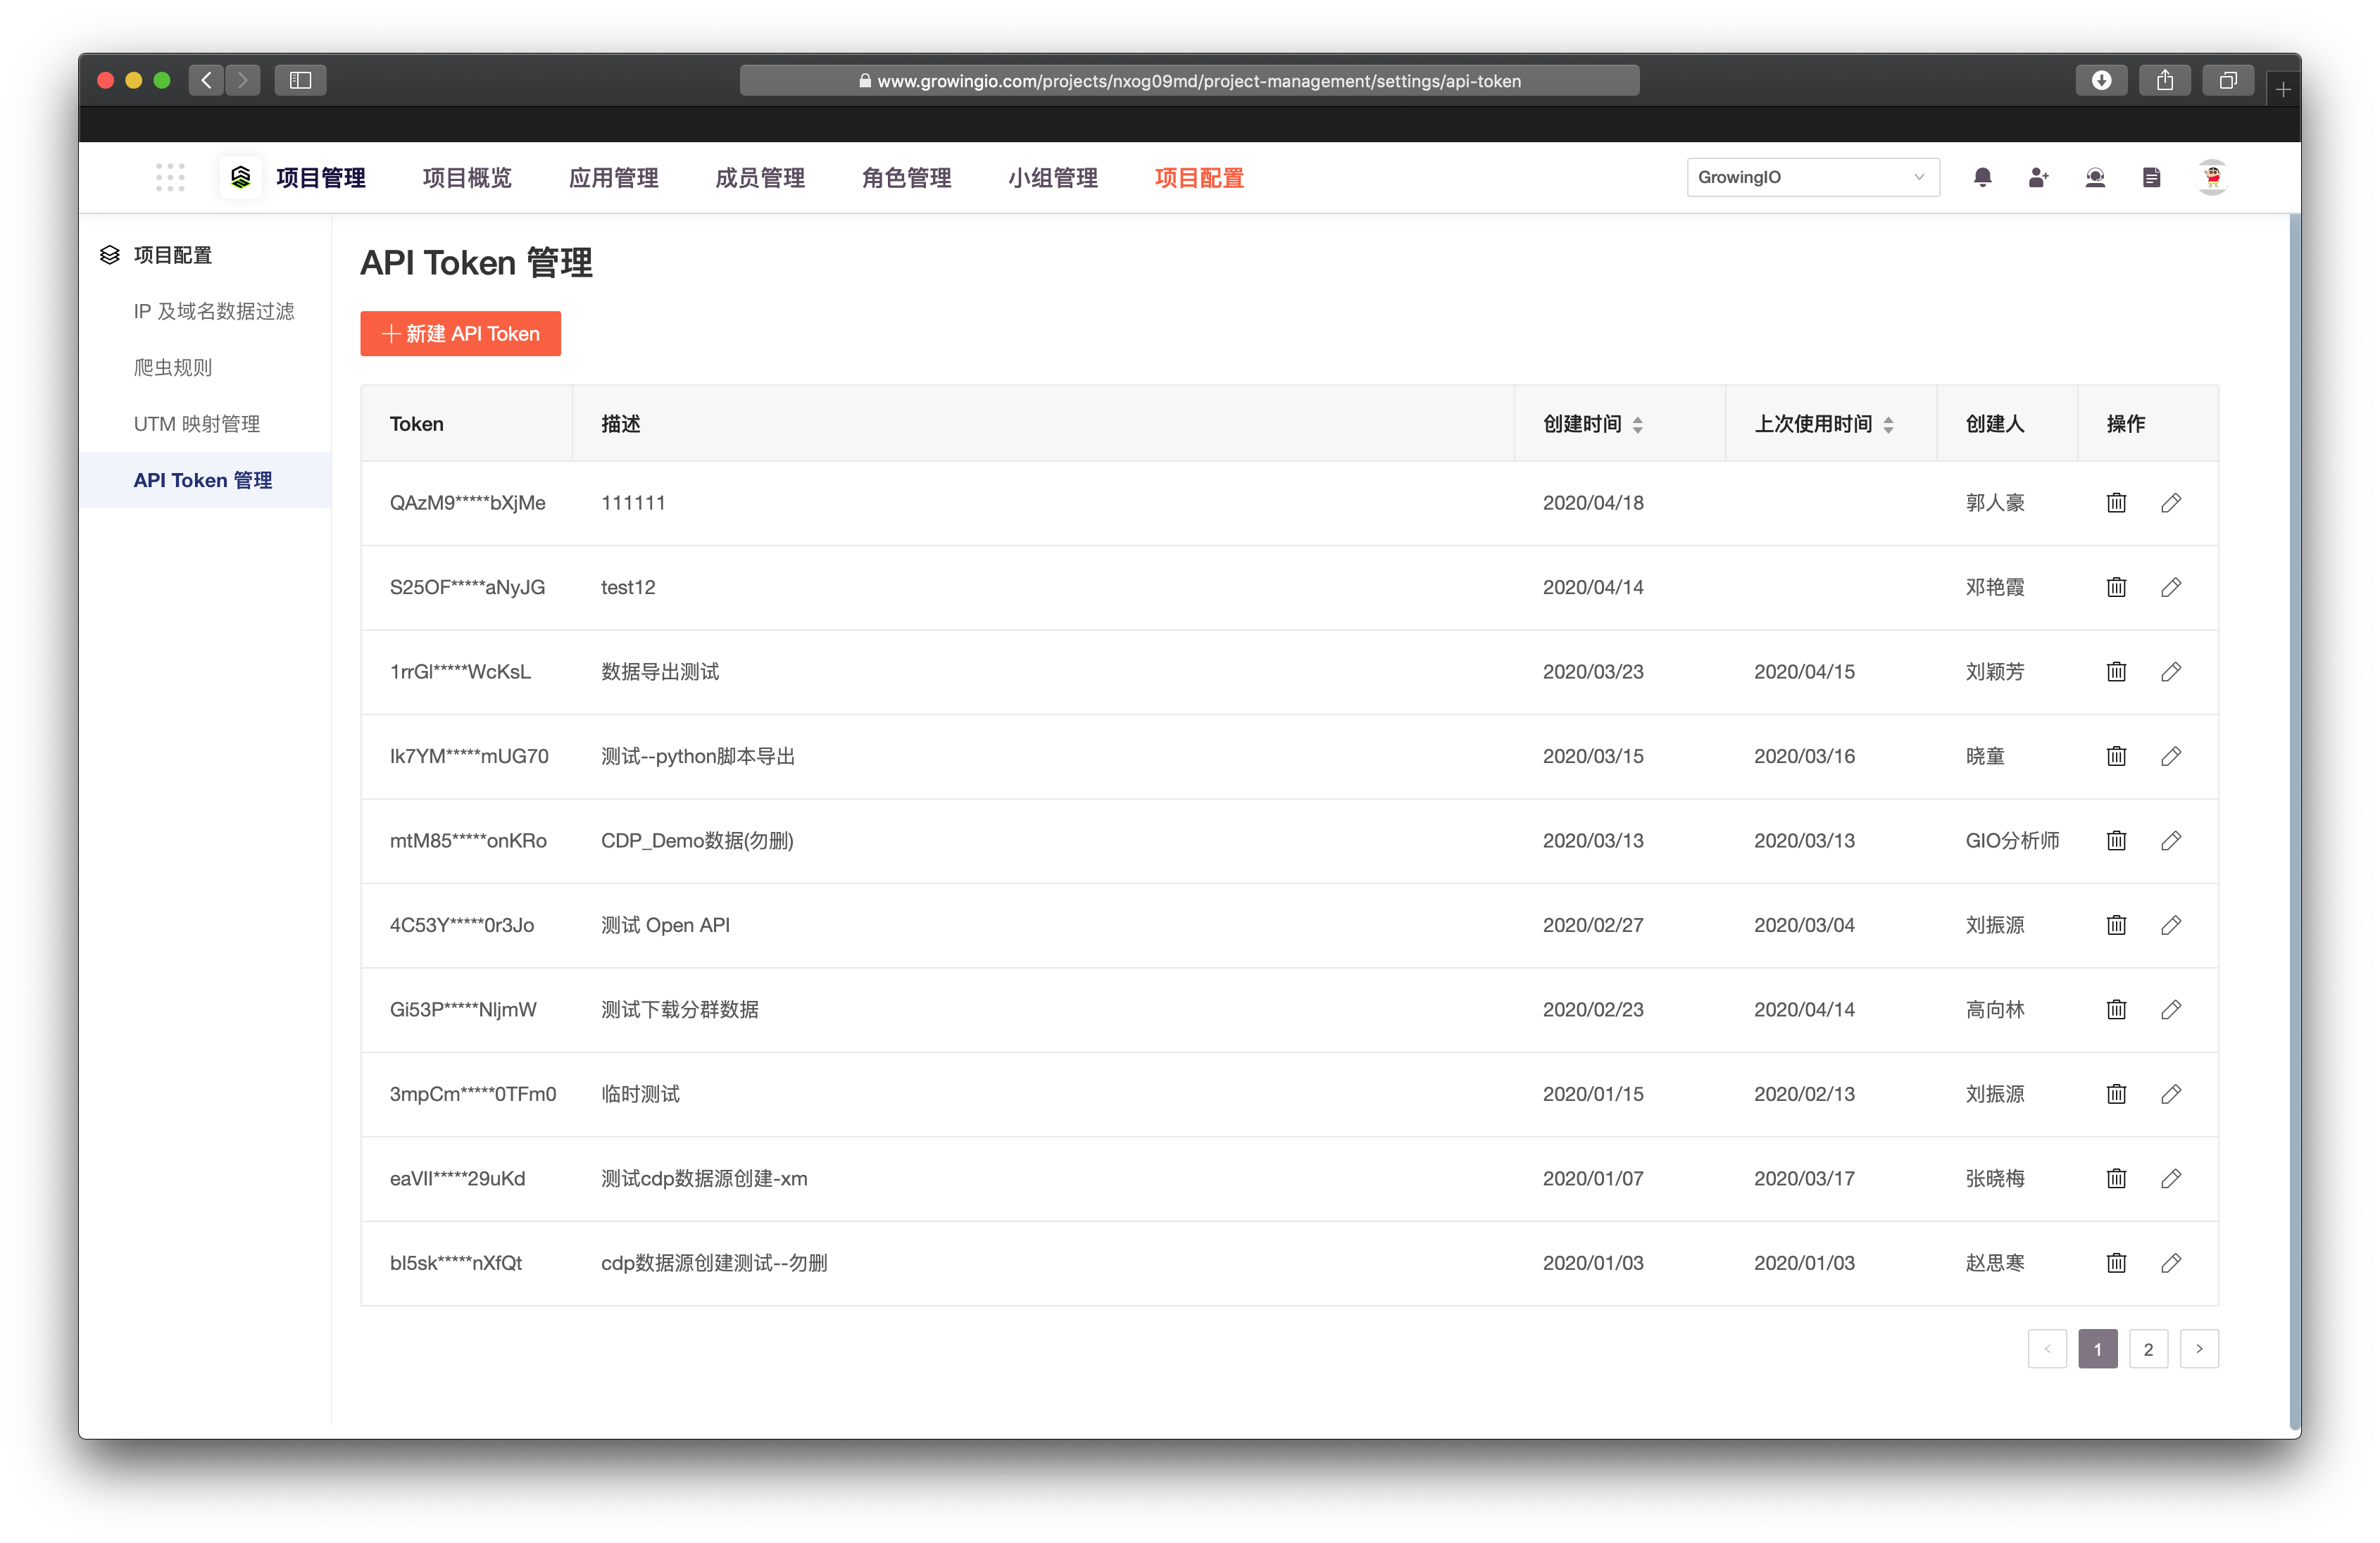 www.growingio.com/projects/nxog09md/project-management/settings/api-token
项目管理 项目概览 应用管理 成员管理 角色管理 小组管理 项目配置 GrowingIO
项目配置
IP 及域名数据过滤
爬虫规则
UTM 映射管理
API Token 管理
API Token 管理
新建 API Token
Token 描述 创建时间 上次使用时间 创建人 操作
QAzM9*****bXjMe 111111 2020/04/18 郭人豪
S25OF*****aNyJG test12 2020/04/14 邓艳霞
1rrGl*****WcKsL 数据导出测试 2020/03/23 2020/04/15 刘颖芳
Ik7YM*****mUG70 测试--python脚本导出 2020/03/15 2020/03/16 晓童
mtM85*****onKRo CDP_Demo数据(勿删) 2020/03/13 2020/03/13 GIO分析师
4C53Y*****0r3Jo 测试 Open API 2020/02/27 2020/03/04 刘振源
Gi53P*****NljmW 测试下载分群数据 2020/02/23 2020/04/14 高向林
3mpCm*****0TFm0 临时测试 2020/01/15 2020/02/13 刘振源
eaVII*****29uKd 测试cdp数据源创建-xm 2020/01/07 2020/03/17 张晓梅
bI5sk*****nXfQt cdp数据源创建测试--勿删 2020/01/03 2020/01/03 赵思寒
< 1 2 >